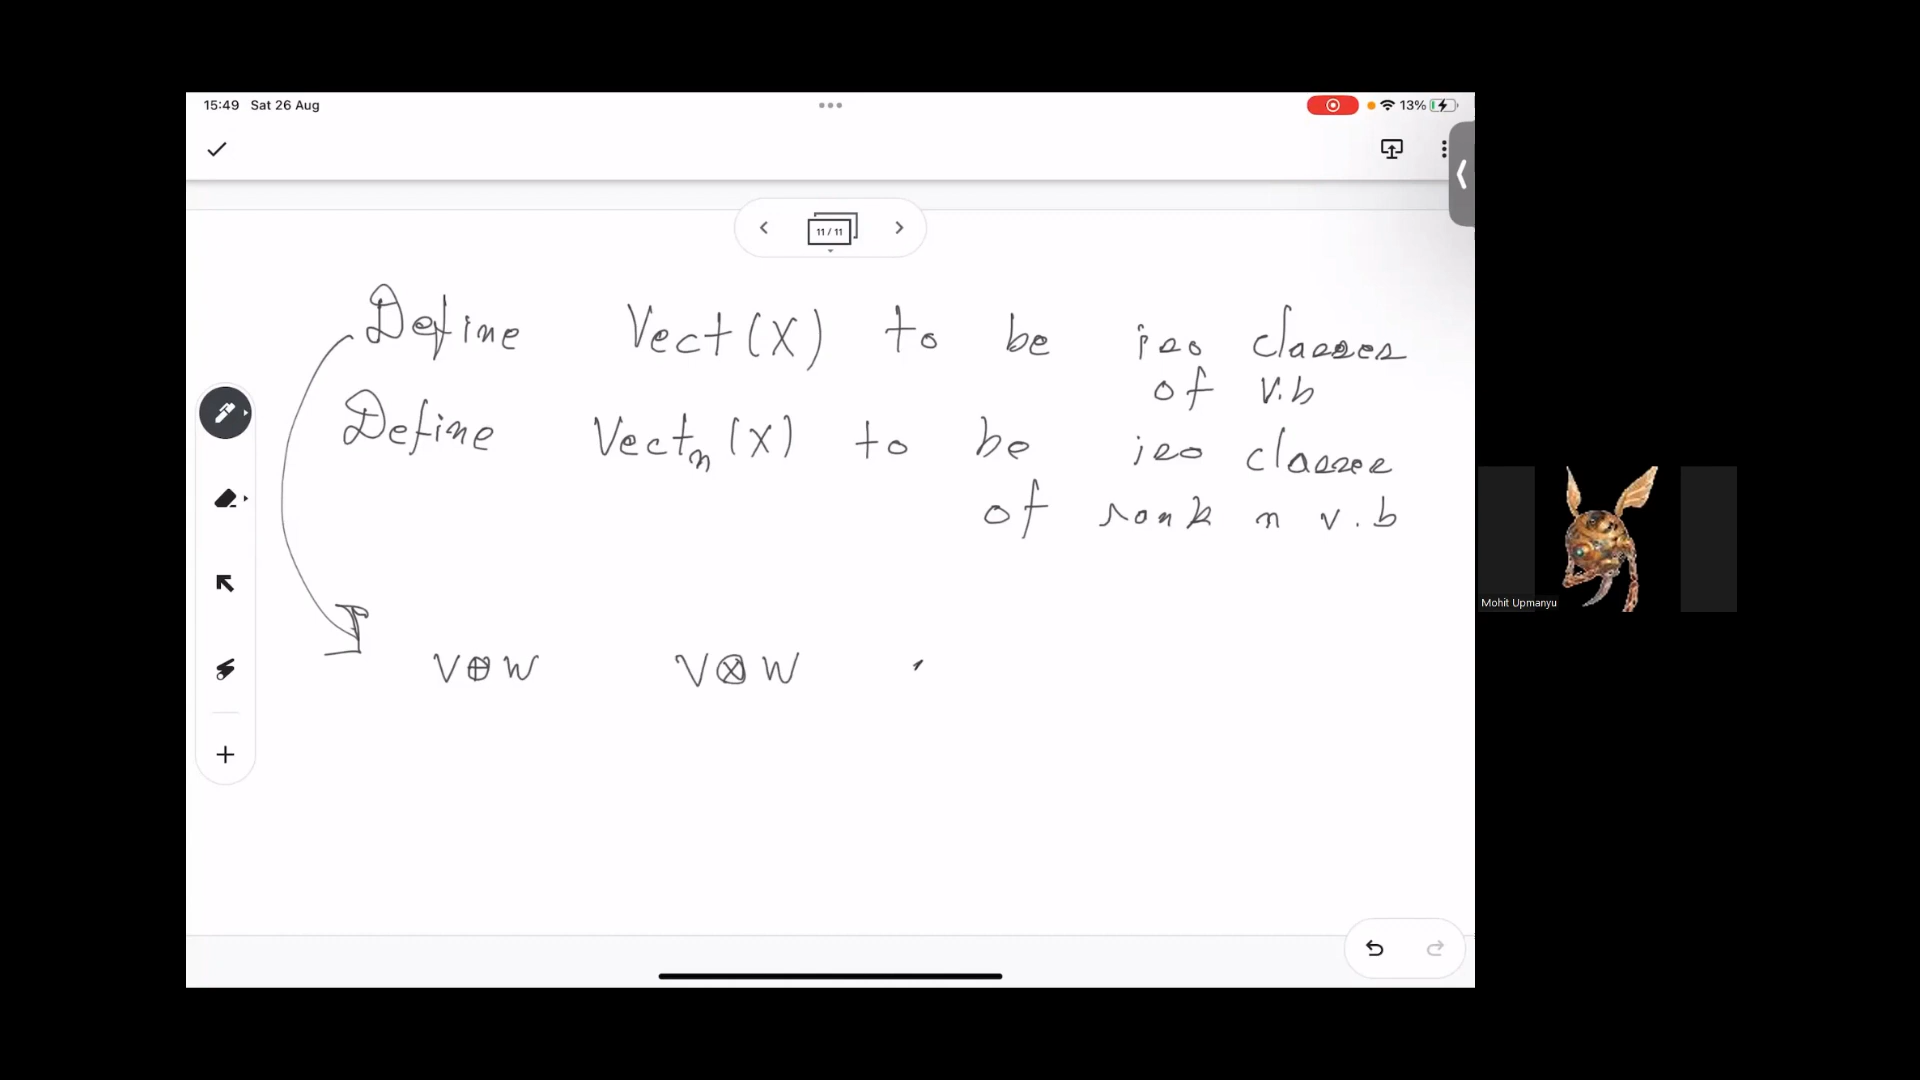 15:49 Sat 26 Aug
13%
11 / 11
Define Vect(X) to be iso classes
of v.b
Define Vectₙ(X) to be iso classes
of rank n v.b
V⊕W V⊗W
Mohit Upmanyu